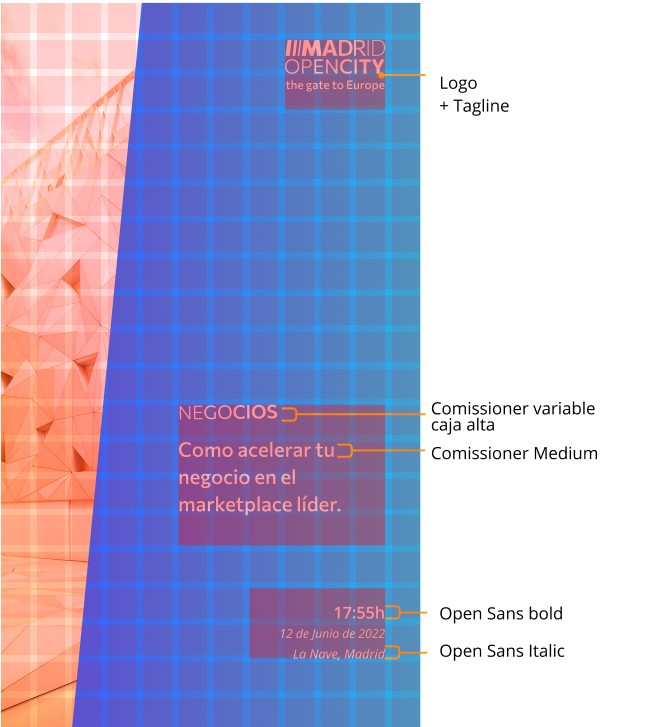 MADRID
OPENCITY
the gate to Europe
Logo
+ Tagline
NEGOCIOS
Comissioner variable
caja alta
Como acelerar tu
negocio en el
marketplace líder.
Comissioner Medium
17:55h
Open Sans bold
12 de Junio de 2022
La Nave, Madrid
Open Sans Italic